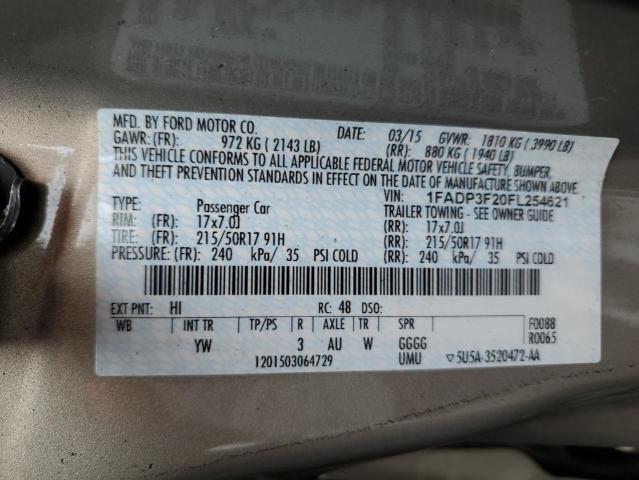 MFD. BY FORD MOTOR CO. DATE: 03/15 GVWR: 1810 KG ( 3990 LB)
GAWR: (FR): 972 KG ( 2143 LB) (RR): 880 KG ( 1940 LB)
THIS VEHICLE CONFORMS TO ALL APPLICABLE FEDERAL MOTOR VEHICLE SAFETY, BUMPER,
AND THEFT PREVENTION STANDARDS IN EFFECT ON THE DATE OF MANUFACTURE SHOWN ABOVE.
VIN: 1FADP3F20FL254621
TYPE: Passenger Car TRAILER TOWING - SEE OWNER GUIDE
RIM: (FR): 17x7.0J (RR): 17x7.0J
TIRE: (FR): 215/50R17 91H (RR): 215/50R17 91H
PRESSURE: (FR): 240 kPa/ 35 PSI COLD (RR): 240 kPa/ 35 PSI COLD
EXT PNT: HI RC: 48 DSO:
WB INT TR TP/PS R AXLE TR SPR F0088
YW 3 AU W GGGG R0065
1201503064729 UMU ▽ 5U5A-3520472-AA